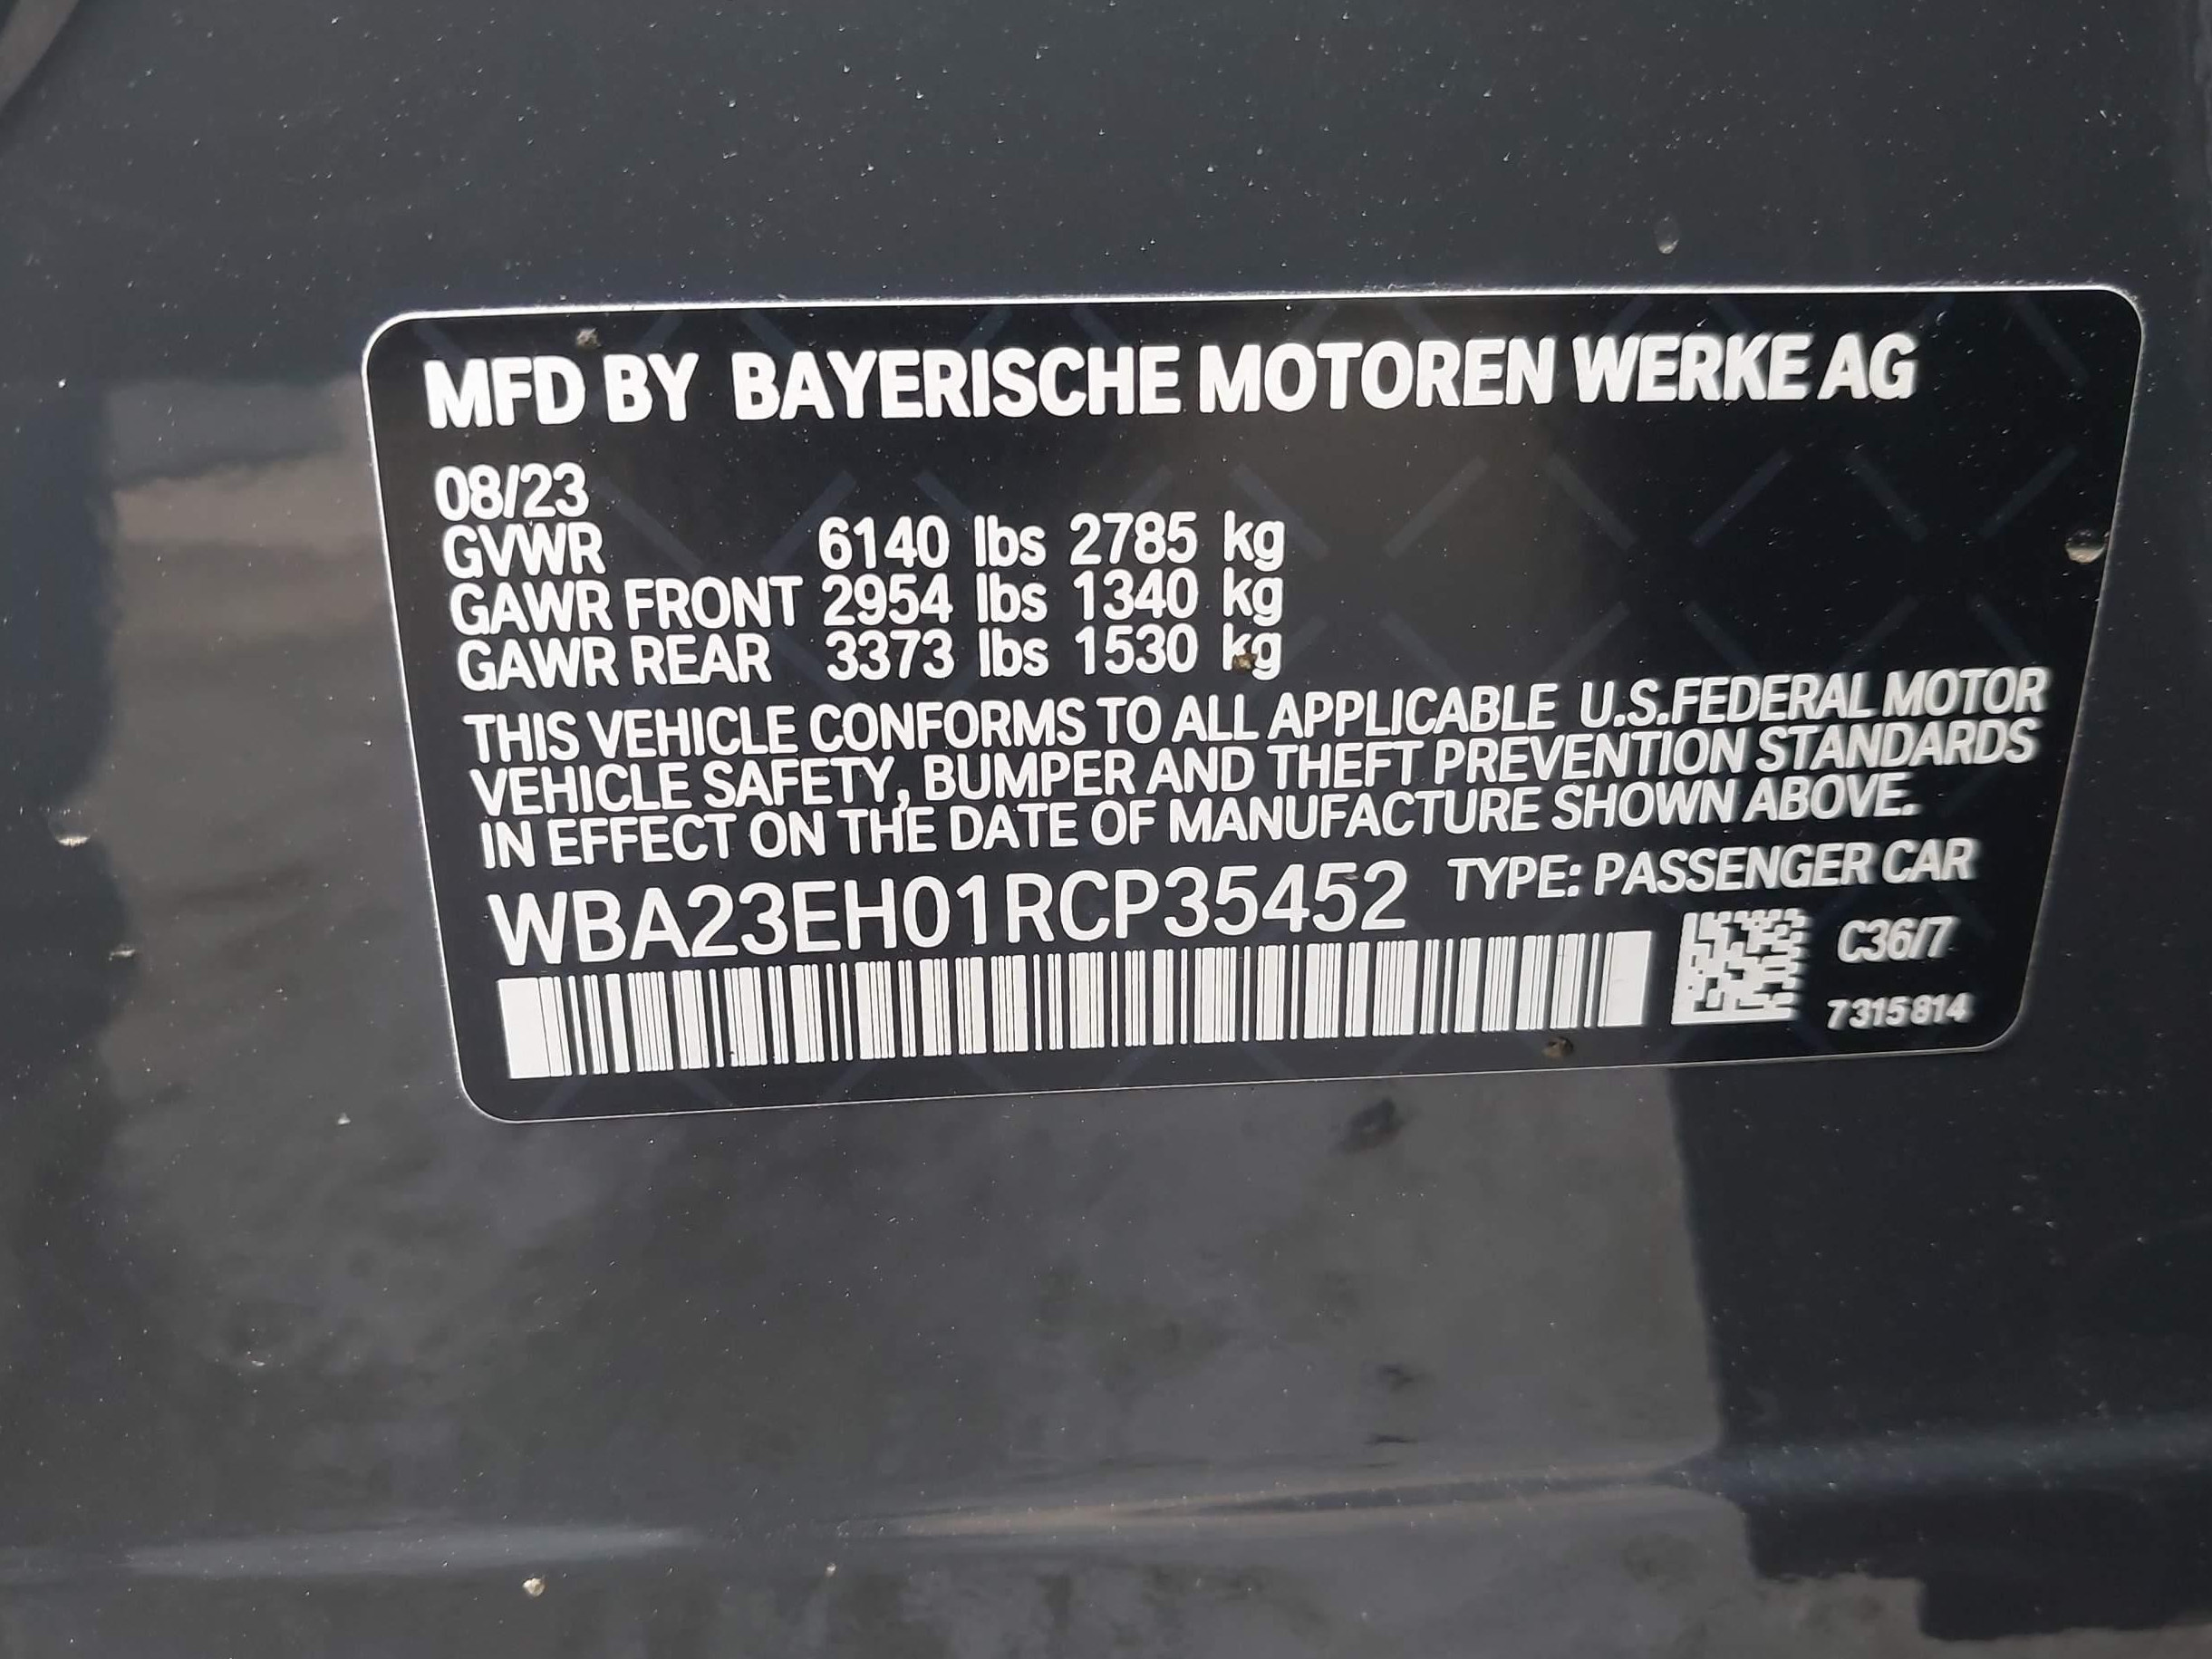 MFD BY BAYERISCHE MOTOREN WERKE AG
08/23
GVWR 6140 lbs 2785 kg
GAWR FRONT 2954 lbs 1340 kg
GAWR REAR 3373 lbs 1530 kg
THIS VEHICLE CONFORMS TO ALL APPLICABLE U.S.FEDERAL MOTOR
VEHICLE SAFETY, BUMPER AND THEFT PREVENTION STANDARDS
IN EFFECT ON THE DATE OF MANUFACTURE SHOWN ABOVE.
WBA23EH01RCP35452 TYPE: PASSENGER CAR
C36/7
7315814